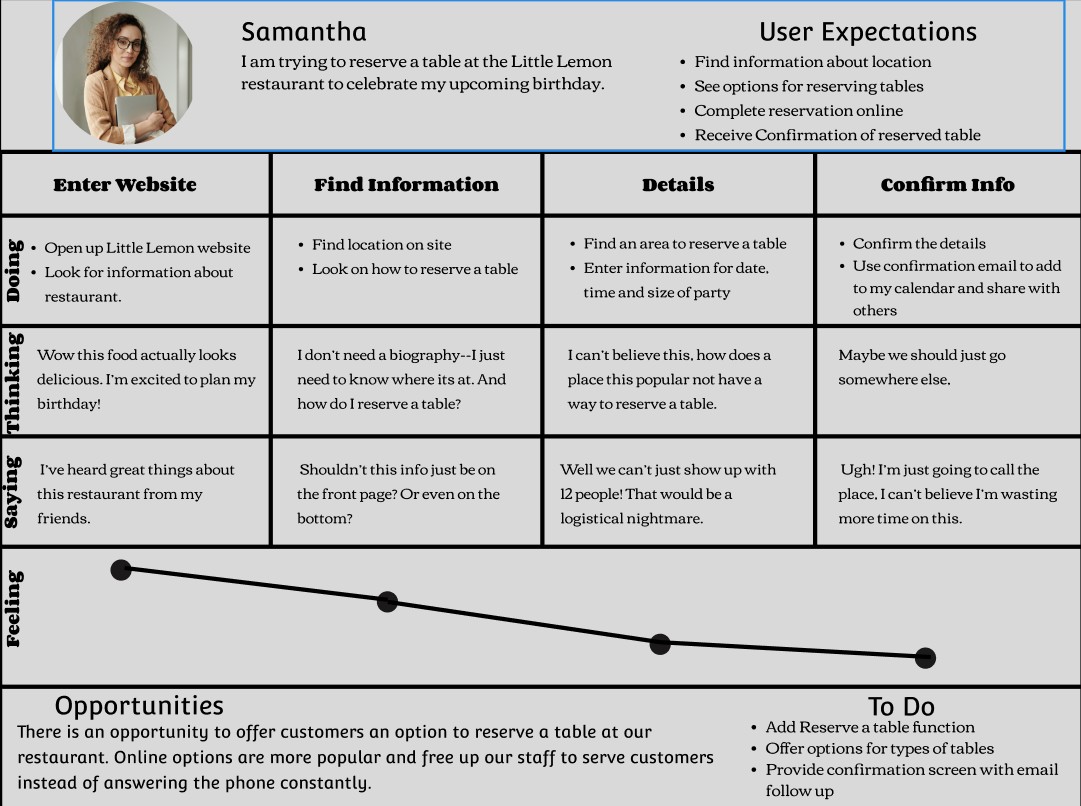 Samantha
I am trying to reserve a table at the Little Lemon
restaurant to celebrate my upcoming birthday.
User Expectations
• Find information about location
• See options for reserving tables
• Complete reservation online
• Receive Confirmation of reserved table
Enter Website
Find Information
Details
Confirm Info
Doing
• Open up Little Lemon website
• Look for information about
restaurant.
• Find location on site
• Look on how to reserve a table
• Find an area to reserve a table
• Enter information for date,
time and size of party
• Confirm the details
• Use confirmation email to add
to my calendar and share with
others
Thinking
Wow this food actually looks
delicious. I'm excited to plan my
birthday!
I don't need a biography--I just
need to know where its at. And
how do I reserve a table?
I can't believe this, how does a
place this popular not have a
way to reserve a table.
Maybe we should just go
somewhere else.
Saying
I've heard great things about
this restaurant from my
friends.
Shouldn't this info just be on
the front page? Or even on the
bottom?
Well we can't just show up with
12 people! That would be a
logistical nightmare.
Ugh! I'm just going to call the
place, I can't believe I'm wasting
more time on this.
Feeling
Opportunities
There is an opportunity to offer customers an option to reserve a table at our
restaurant. Online options are more popular and free up our staff to serve customers
instead of answering the phone constantly.
To Do
• Add Reserve a table function
• Offer options for types of tables
• Provide confirmation screen with email
follow up